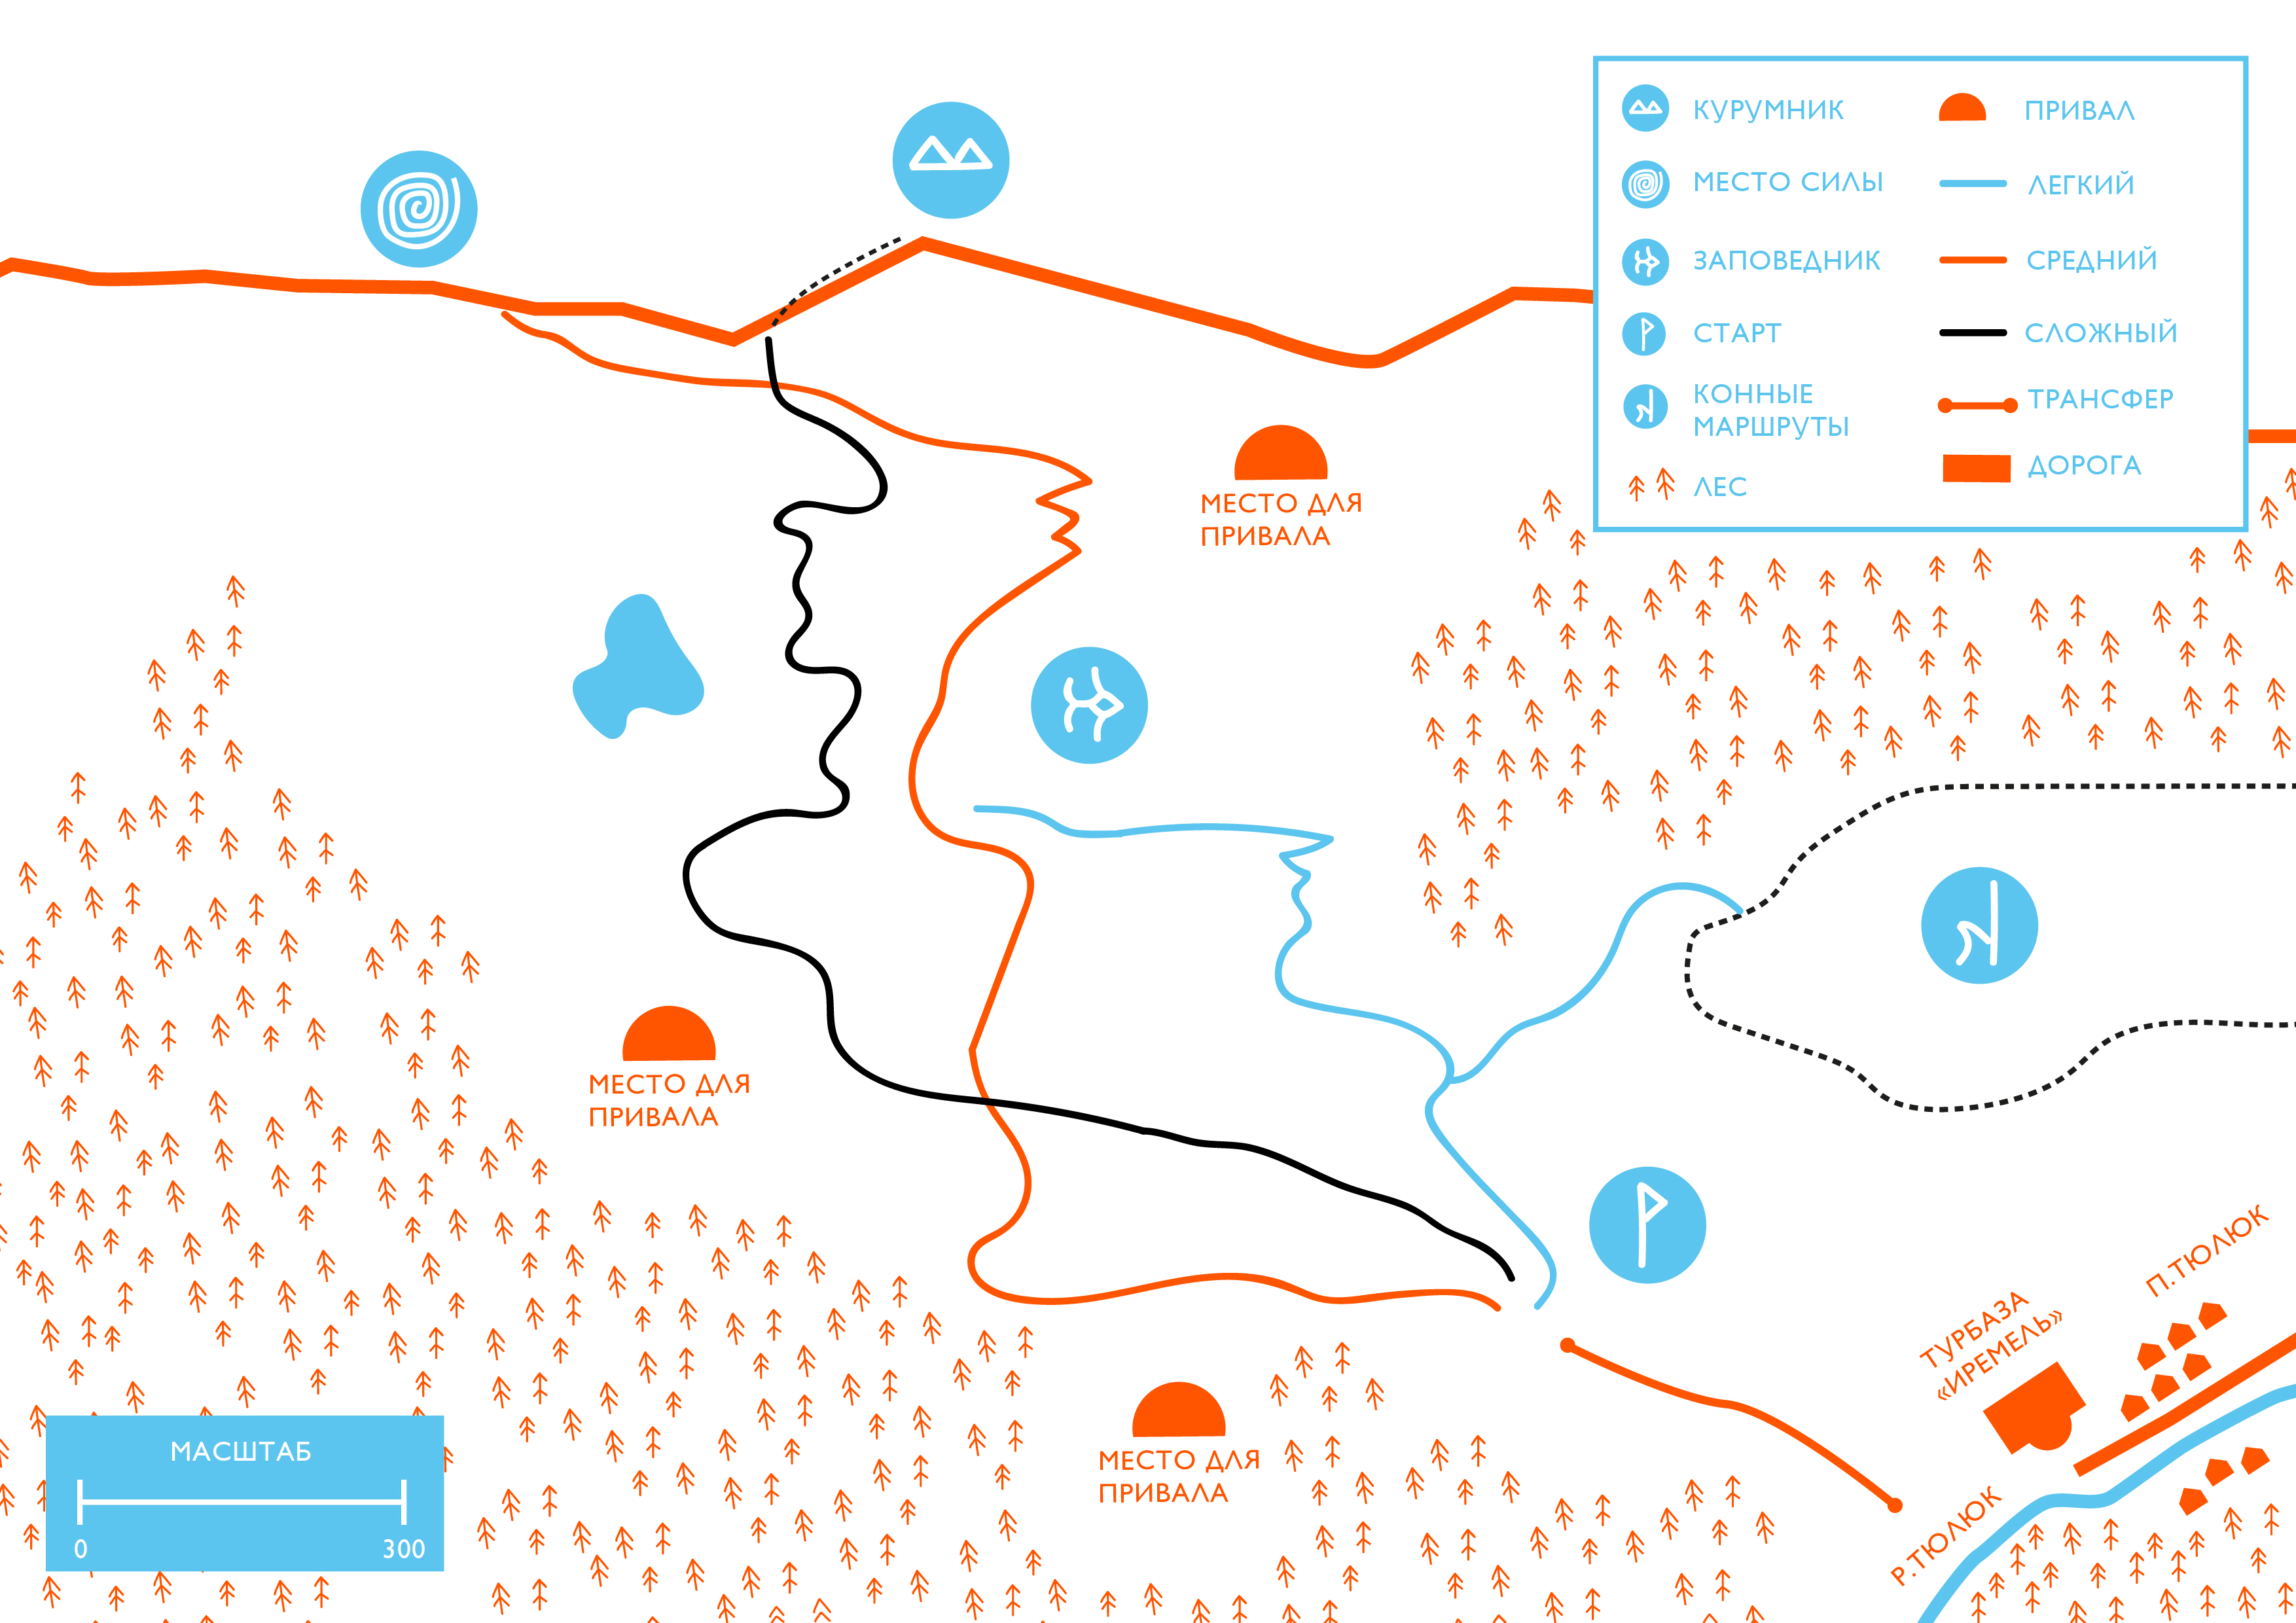 КУРУМНИК
МЕСТО СИЛЫ
ЗАПОВЕДНИК
СТАРТ
КОННЫЕ
МАРШРУТЫ
ЛЕС
ПРИВАЛ
ЛЕГКИЙ
СРЕДНИЙ
СЛОЖНЫЙ
ТРАНСФЕР
ДОРОГА
МЕСТО ДЛЯ
ПРИВАЛА
МЕСТО ДЛЯ
ПРИВАЛА
МЕСТО ДЛЯ
ПРИВАЛА
П.ТЮЛЮК
ТУРБАЗА
«ИРЕМЕЛЬ»
Р.ТЮЛЮК
МАСШТАБ
0 300